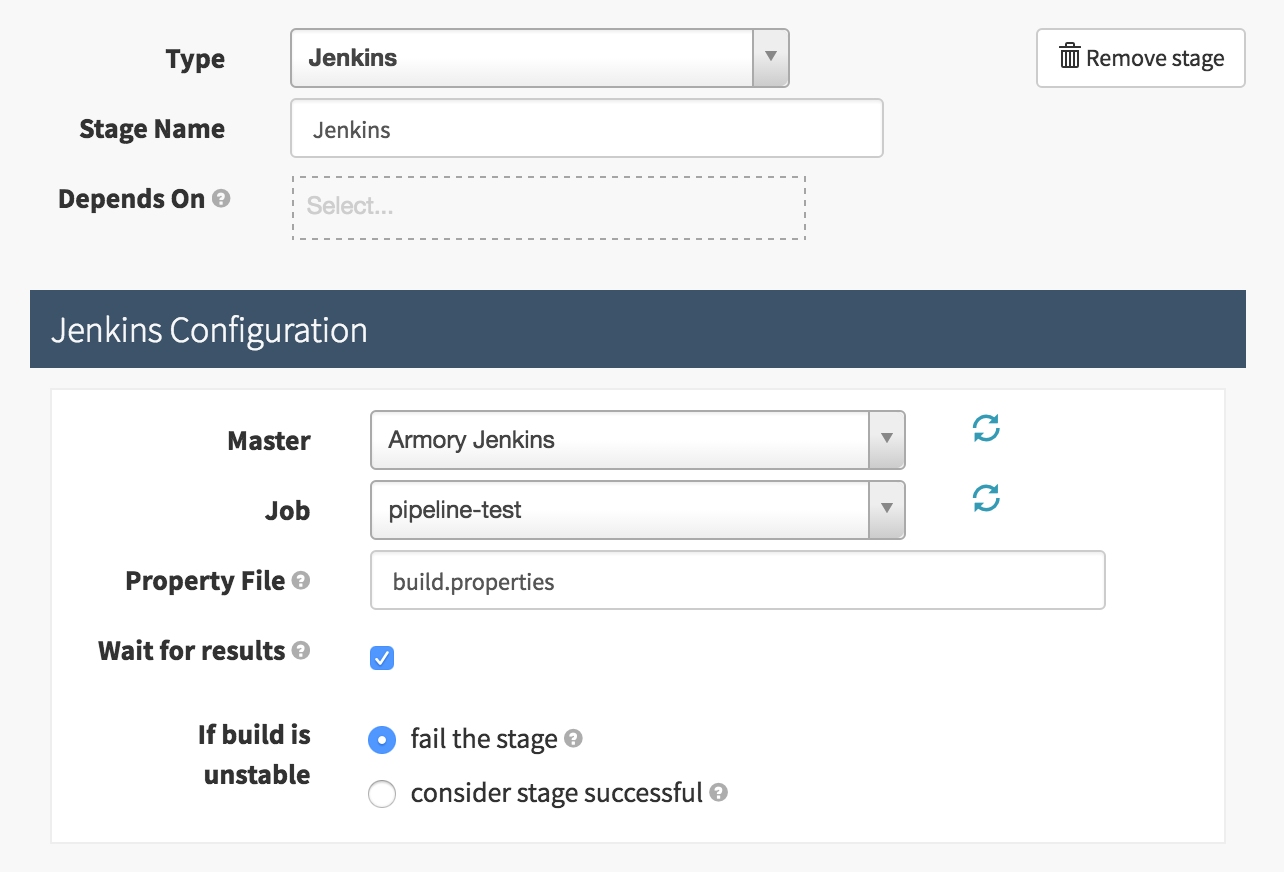 Type Jenkins Remove stage
Stage Name Jenkins
Depends On ? Select...
Jenkins Configuration
Master Armory Jenkins
Job pipeline-test
Property File ? build.properties
Wait for results ?
If build is
unstable
fail the stage ?
consider stage successful ?